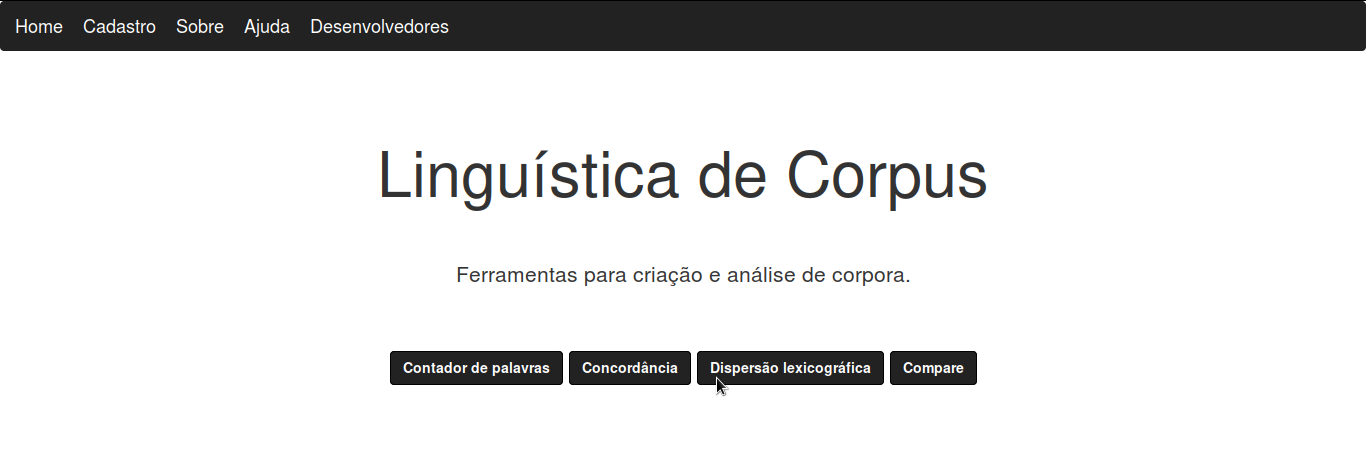 Home Cadastro Sobre Ajuda Desenvolvedores
Linguística de Corpus
Ferramentas para criação e análise de corpora.
Contador de palavras Concordância Dispersão lexicográfica Compare